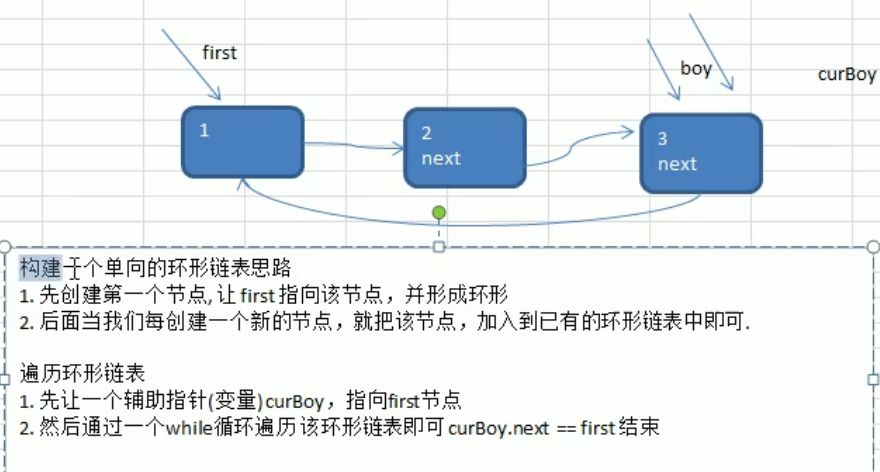 first
boy
curBoy
1
2
next
3
next
构建一个单向的环形链表思路
1. 先创建第一个节点, 让 first 指向该节点，并形成环形
2. 后面当我们每创建一个新的节点，就把该节点，加入到已有的环形链表中即可.
遍历环形链表
1. 先让一个辅助指针(变量) curBoy，指向first节点
2. 然后通过一个while循环遍历 该环形链表即可 curBoy.next == first 结束